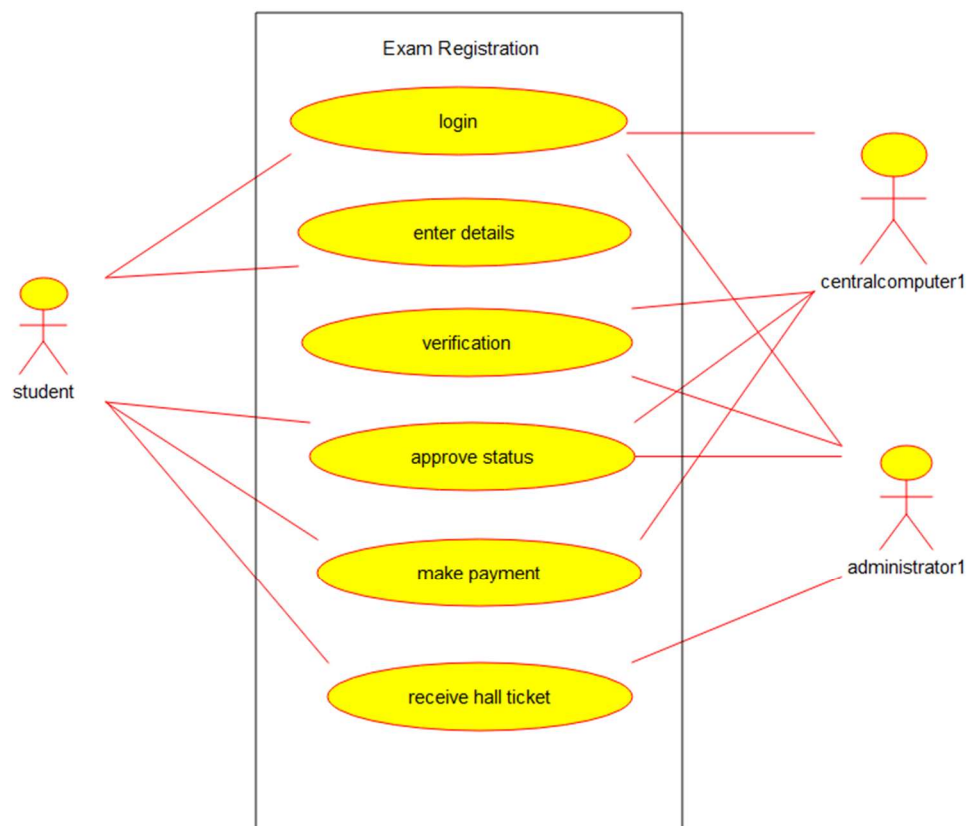 Exam Registration
login
enter details
verification
approve status
make payment
receive hall ticket
student
centralcomputer1
administrator1